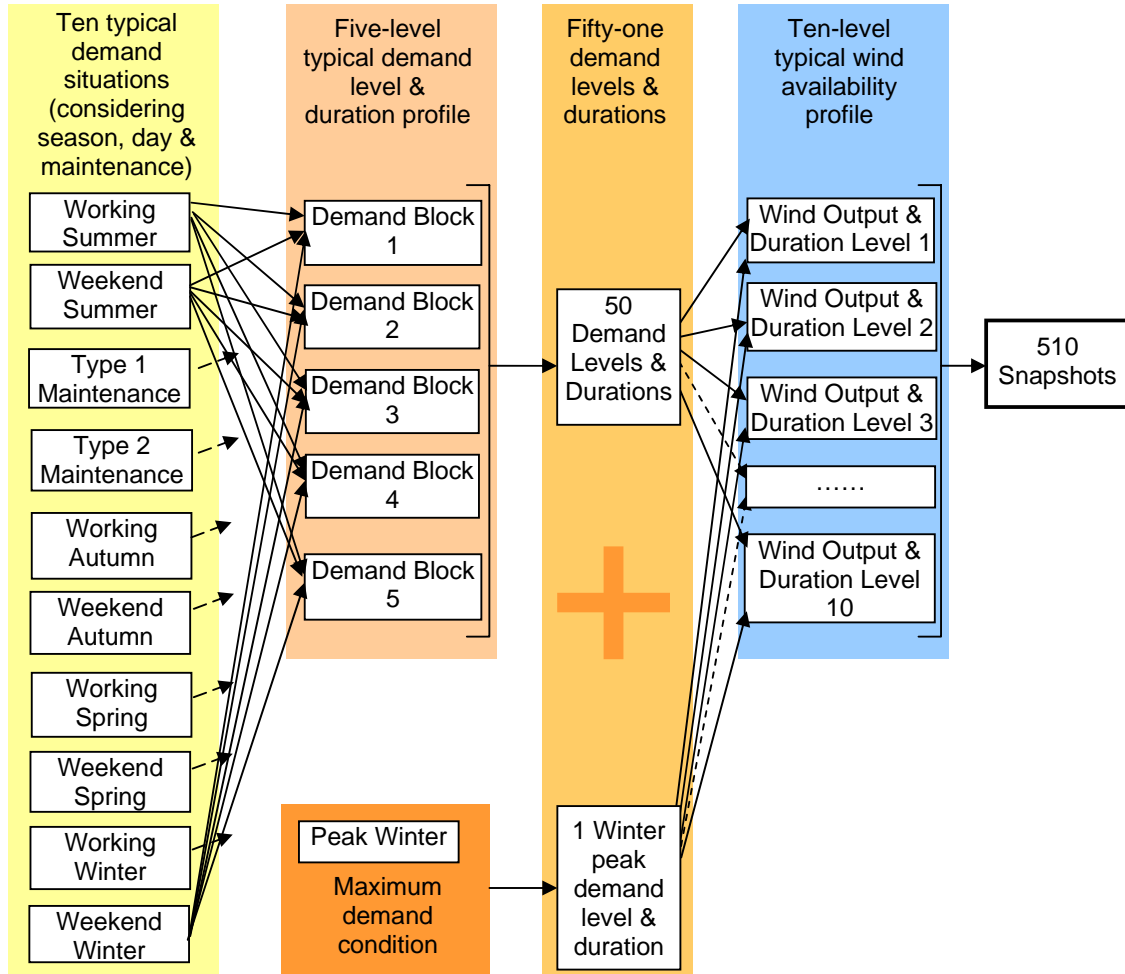 Ten typical
demand
situations
(considering
season, day &
maintenance)
Working
Summer
Weekend
Summer
Type 1
Maintenance
Type 2
Maintenance
Working
Autumn
Weekend
Autumn
Working
Spring
Weekend
Spring
Working
Winter
Weekend
Winter
Five-level
typical demand
level &
duration profile
Demand Block
1
Demand Block
2
Demand Block
3
Demand Block
4
Demand Block
5
Peak Winter
Maximum
demand
condition
Fifty-one
demand
levels &
durations
50
Demand
Levels &
Durations
1 Winter
peak
demand
level &
duration
Ten-level
typical wind
availability
profile
Wind Output &
Duration Level 1
Wind Output &
Duration Level 2
Wind Output &
Duration Level 3
……
Wind Output &
Duration Level
10
510
Snapshots